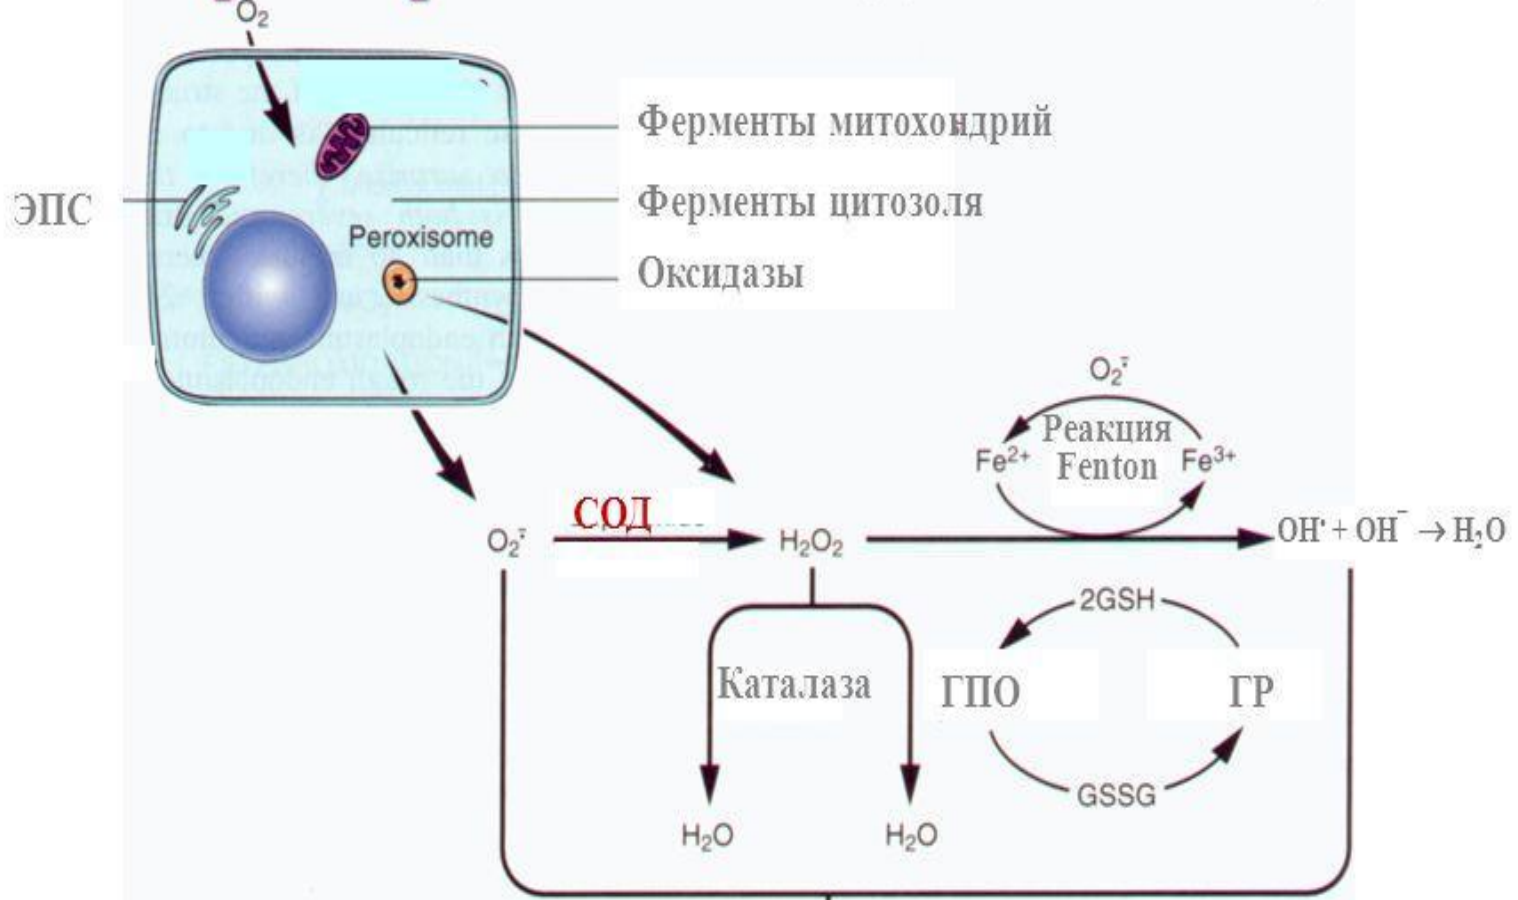 O₂
Ферменты митохондрий
ЭПС
Ферменты цитозоля
Peroxisome
Оксидазы
O₂⁻̇
Реакция
Fenton
Fe²⁺
Fe³⁺
СОД
O₂⁻̇
H₂O₂
OH• + OH⁻ → H₂O
2GSH
Каталаза
ГПО
ГР
GSSG
H₂O
H₂O